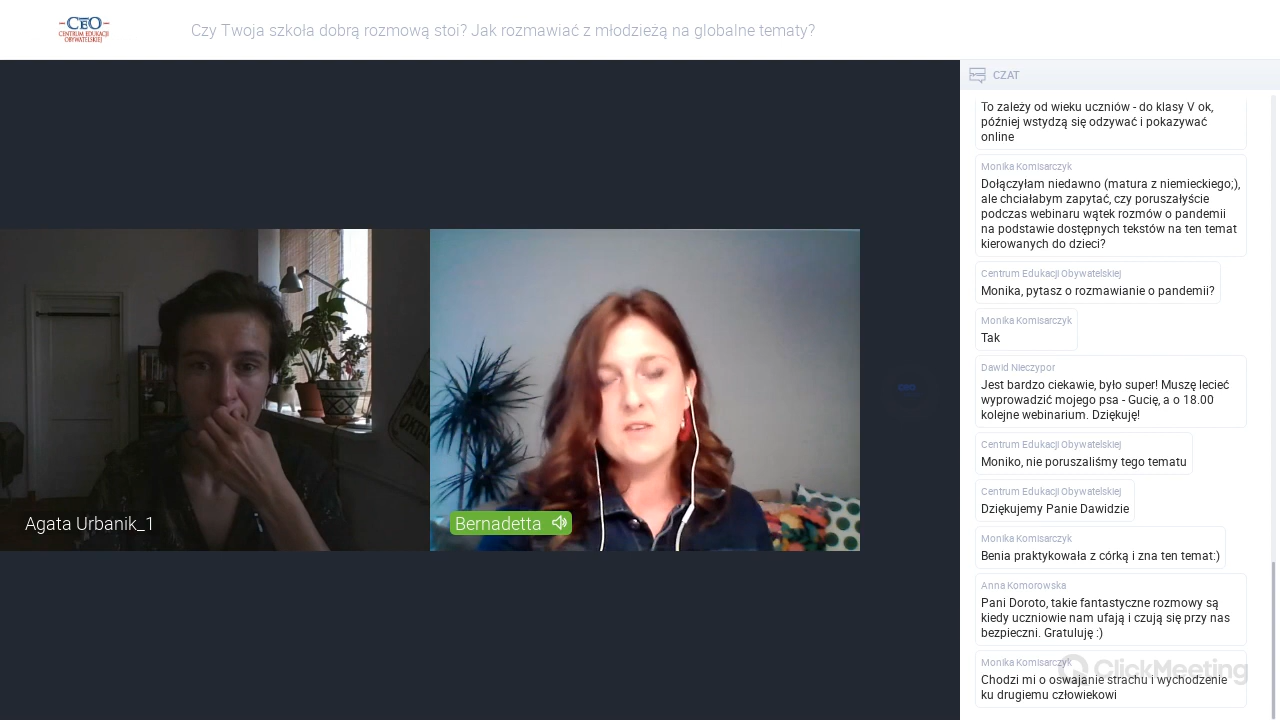 CEO
CENTRUM EDUKACJI
OBYWATELSKIEJ
Czy Twoja szkoła dobrą rozmową stoi? Jak rozmawiać z młodzieżą na globalne tematy?
Agata Urbanik_1
Bernadetta
CZAT
To zależy od wieku uczniów - do klasy V ok,
później wstydzą się odzywać i pokazywać
online
Monika Komisarczyk
Dołączyłam niedawno (matura z niemieckiego;),
ale chciałabym zapytać, czy poruszałyście
podczas webinaru wątek rozmów o pandemii
na podstawie dostępnych tekstów na ten temat
kierowanych do dzieci?
Centrum Edukacji Obywatelskiej
Monika, pytasz o rozmawianie o pandemii?
Monika Komisarczyk
Tak
Dawid Nieczypor
Jest bardzo ciekawie, było super! Muszę lecieć
wyprowadzić mojego psa - Gucię, a o 18.00
kolejne webinarium. Dziękuję!
Centrum Edukacji Obywatelskiej
Moniko, nie poruszaliśmy tego tematu
Centrum Edukacji Obywatelskiej
Dziękujemy Panie Dawidzie
Monika Komisarczyk
Benia praktykowała z córką i zna ten temat:)
Anna Komorowska
Pani Doroto, takie fantastyczne rozmowy są
kiedy uczniowie nam ufają i czują się przy nas
bezpieczni. Gratuluję :)
Monika Komisarczyk
Chodzi mi o oswajanie strachu i wychodzenie
ku drugiemu człowiekowi
ClickMeeting